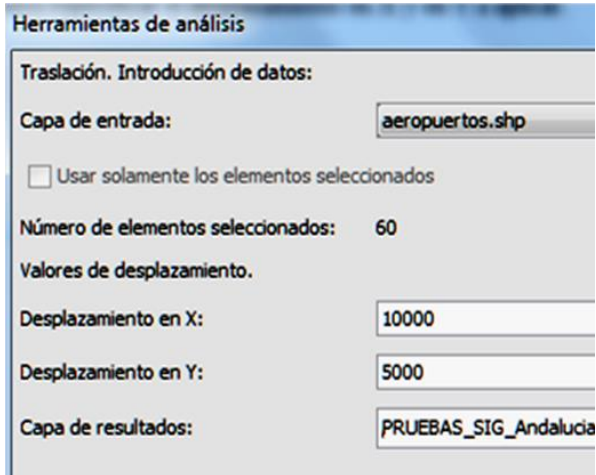 Herramientas de análisis
Traslación. Introducción de datos:
Capa de entrada: aeropuertos.shp
Usar solamente los elementos seleccionados
Número de elementos seleccionados: 60
Valores de desplazamiento.
Desplazamiento en X: 10000
Desplazamiento en Y: 5000
Capa de resultados: PRUEBAS_SIG_Andalucia